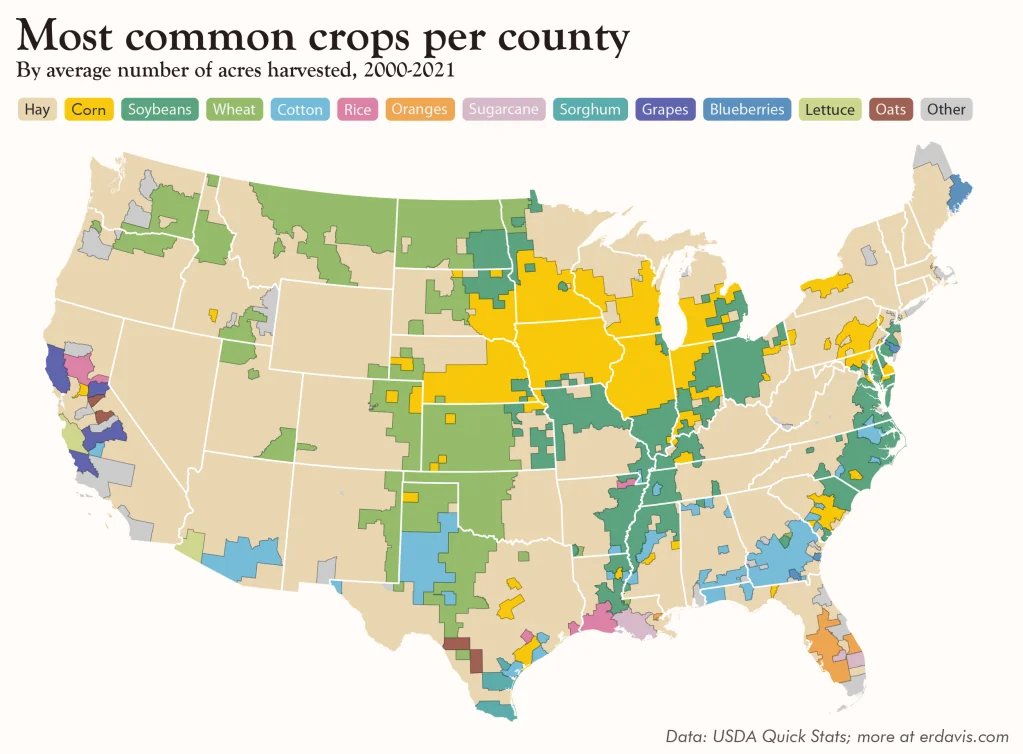 Most common crops per county
By average number of acres harvested, 2000-2021
Hay Corn Soybeans Wheat Cotton Rice Oranges Sugarcane Sorghum Grapes Blueberries Lettuce Oats Other
Data: USDA Quick Stats; more at erdavis.com